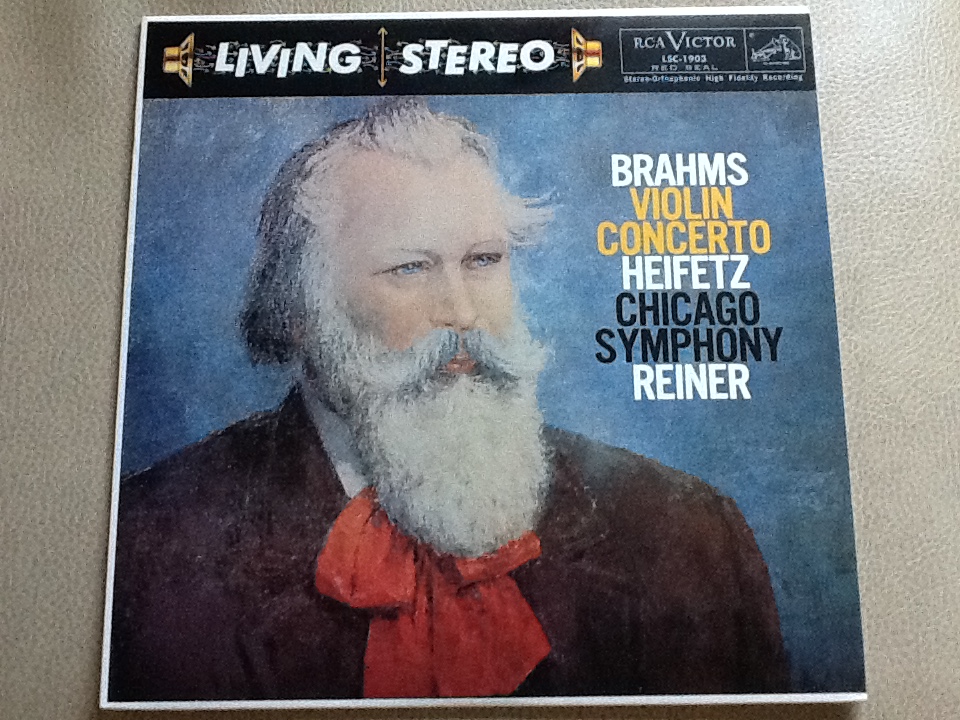 LIVING STEREO
RCA VICTOR
LSC-1903
RED SEAL
Stereo-Orthophonic High Fidelity Recording
BRAHMS
VIOLIN
CONCERTO
HEIFETZ
CHICAGO
SYMPHONY
REINER